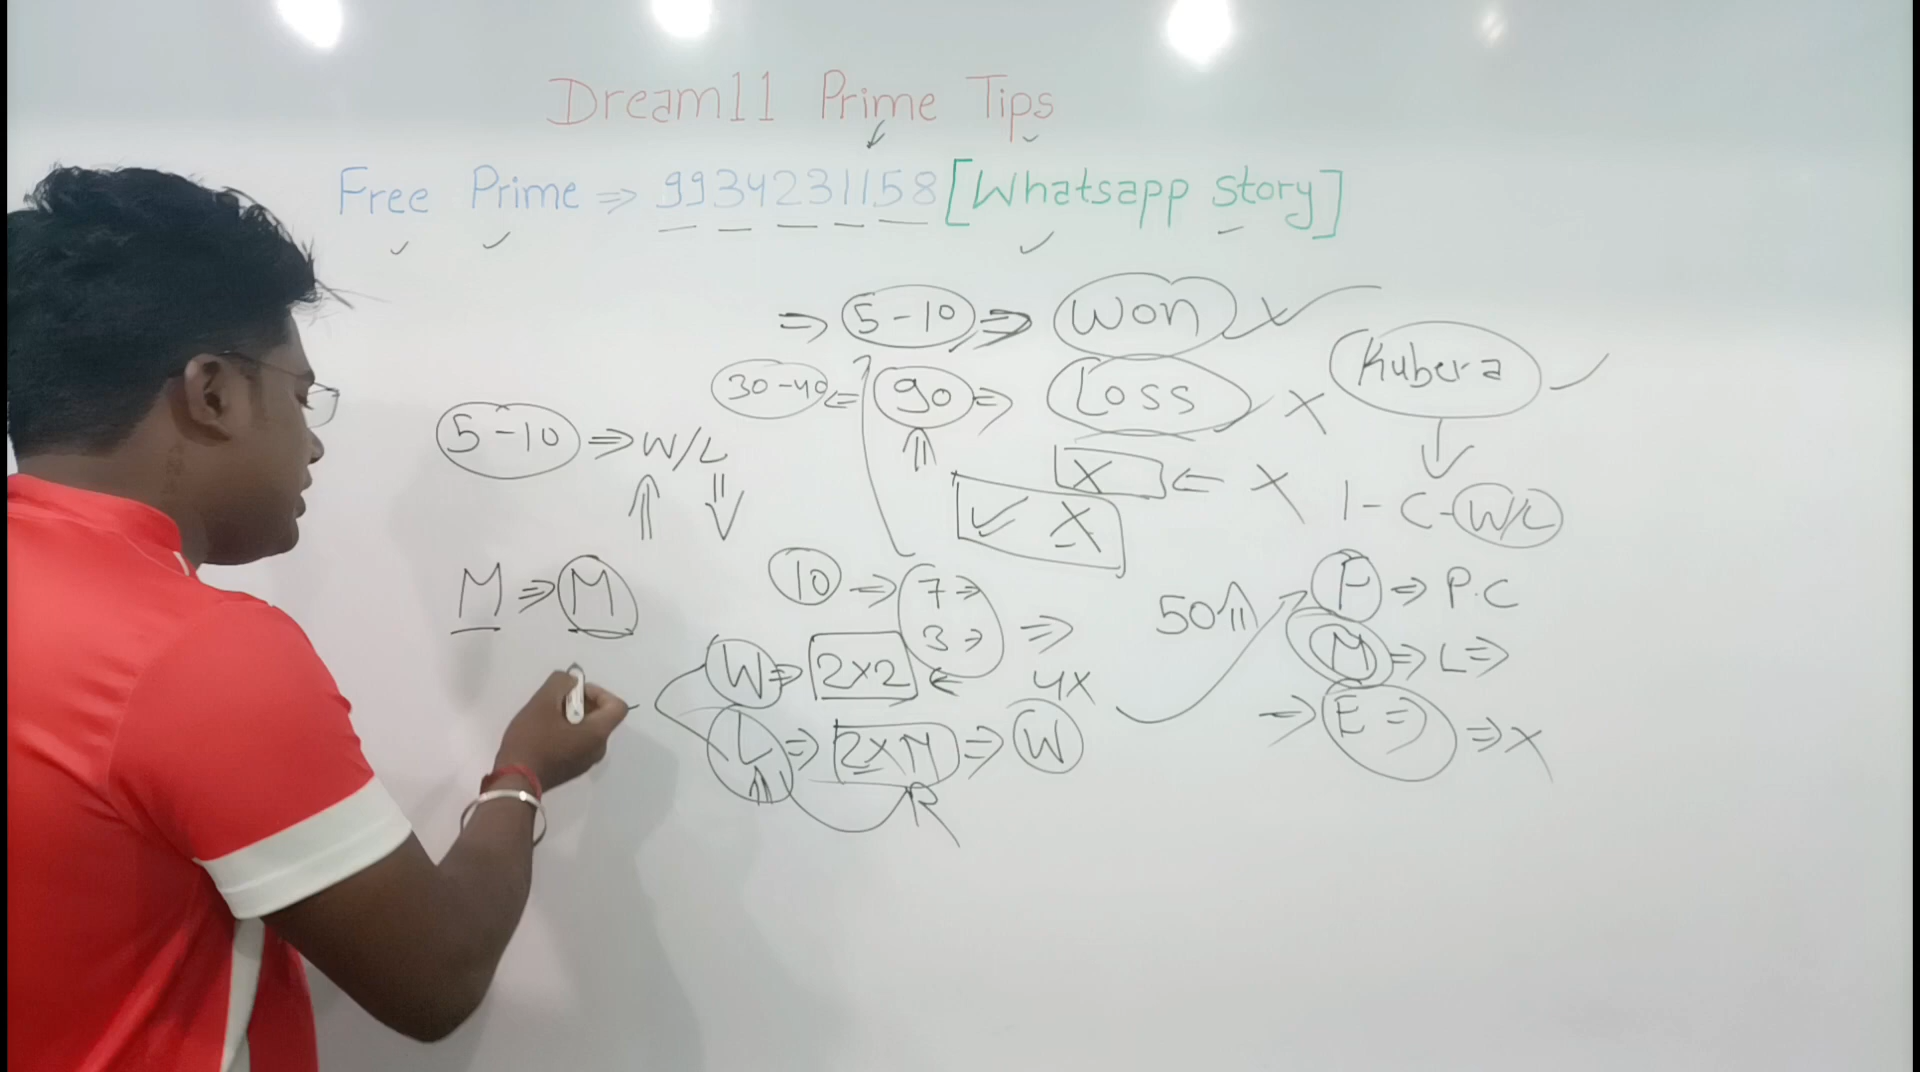 Dream11 Prime Tips
Free Prime ⇒ 9934231158 [Whatsapp Story]
⇒ 5-10 ⇒ Won
30-40 ⇐ 90 ⇒ Loss X
Kubera
5-10 ⇒ W/L
X ⇐ X
1-C-W/L
✓ X
M ⇒ M
10 ⇒ 7 ⇒
3 ⇒ ⇒
50⇑
F ⇒ P.C
M ⇒ L ⇒
W ⇒ 2x2 ← 4X
L ⇒ 2xM ⇒ W
R
⇒ E ⇒ ⇒ X